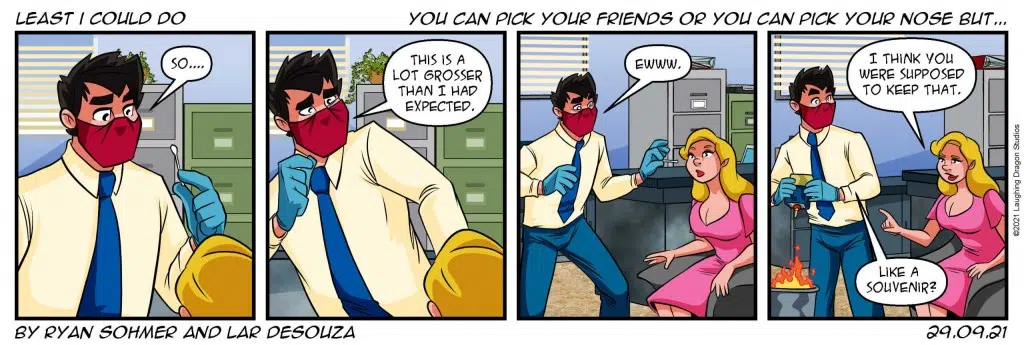 LEAST I COULD DO
YOU CAN PICK YOUR FRIENDS OR YOU CAN PICK YOUR NOSE BUT...
SO....
THIS IS A
LOT GROSSER
THAN I HAD
EXPECTED.
EWWW.
I THINK YOU
WERE SUPPOSED
TO KEEP THAT.
LIKE A
SOUVENIR?
©2021 Laughing Dragon Studios
BY RYAN SOHMER AND LAR DESOUZA
29.09.21